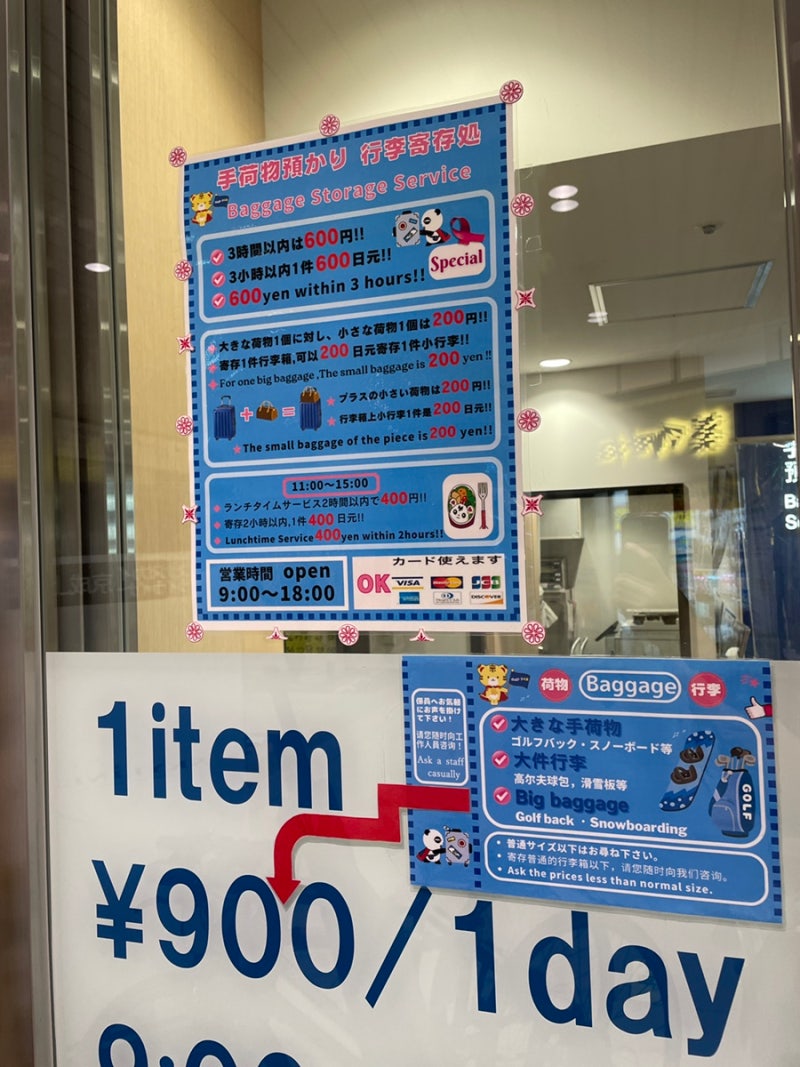 手荷物預かり 行李寄存処
Baggage Storage Service
3時間以内は600円!!
3小時以内1件600日元!!
600yen within 3 hours!!
Special
大きな荷物1個に対し、小さな荷物1個は200円!!
寄存1件行李箱,可以200日元寄存1件小行李!!
For one big baggage ,The small baggage is 200 yen !!
+ =
プラスの小さい荷物は200円!!
行李箱上小行李1件是200日元!!
The small baggage of the piece is 200 yen!!
11:00〜15:00
ランチタイムサービス2時間以内で400円!!
寄存2小時以内,1件400日元!!
Lunchtime Service 400yen within 2hours!!
営業時間 open
9:00〜18:00
カード使えます
OK VISA MasterCard JCB
DISCOVER
係員へお気軽
にお声を掛け
て下さい!
请您随时向工
作人员咨询!
Ask a staff
casually
荷物 Baggage 行李
大きな手荷物
ゴルフバック・スノーボード等
大件行李
高尔夫球包，滑雪板等
Big baggage
Golf back ・Snowboarding
GOLF
• 普通サイズ以下はお尋ね下さい。
• 寄存普通的行李箱以下，请您随时向我们咨询。
• Ask the prices less than normal size.
1item
¥900/1day